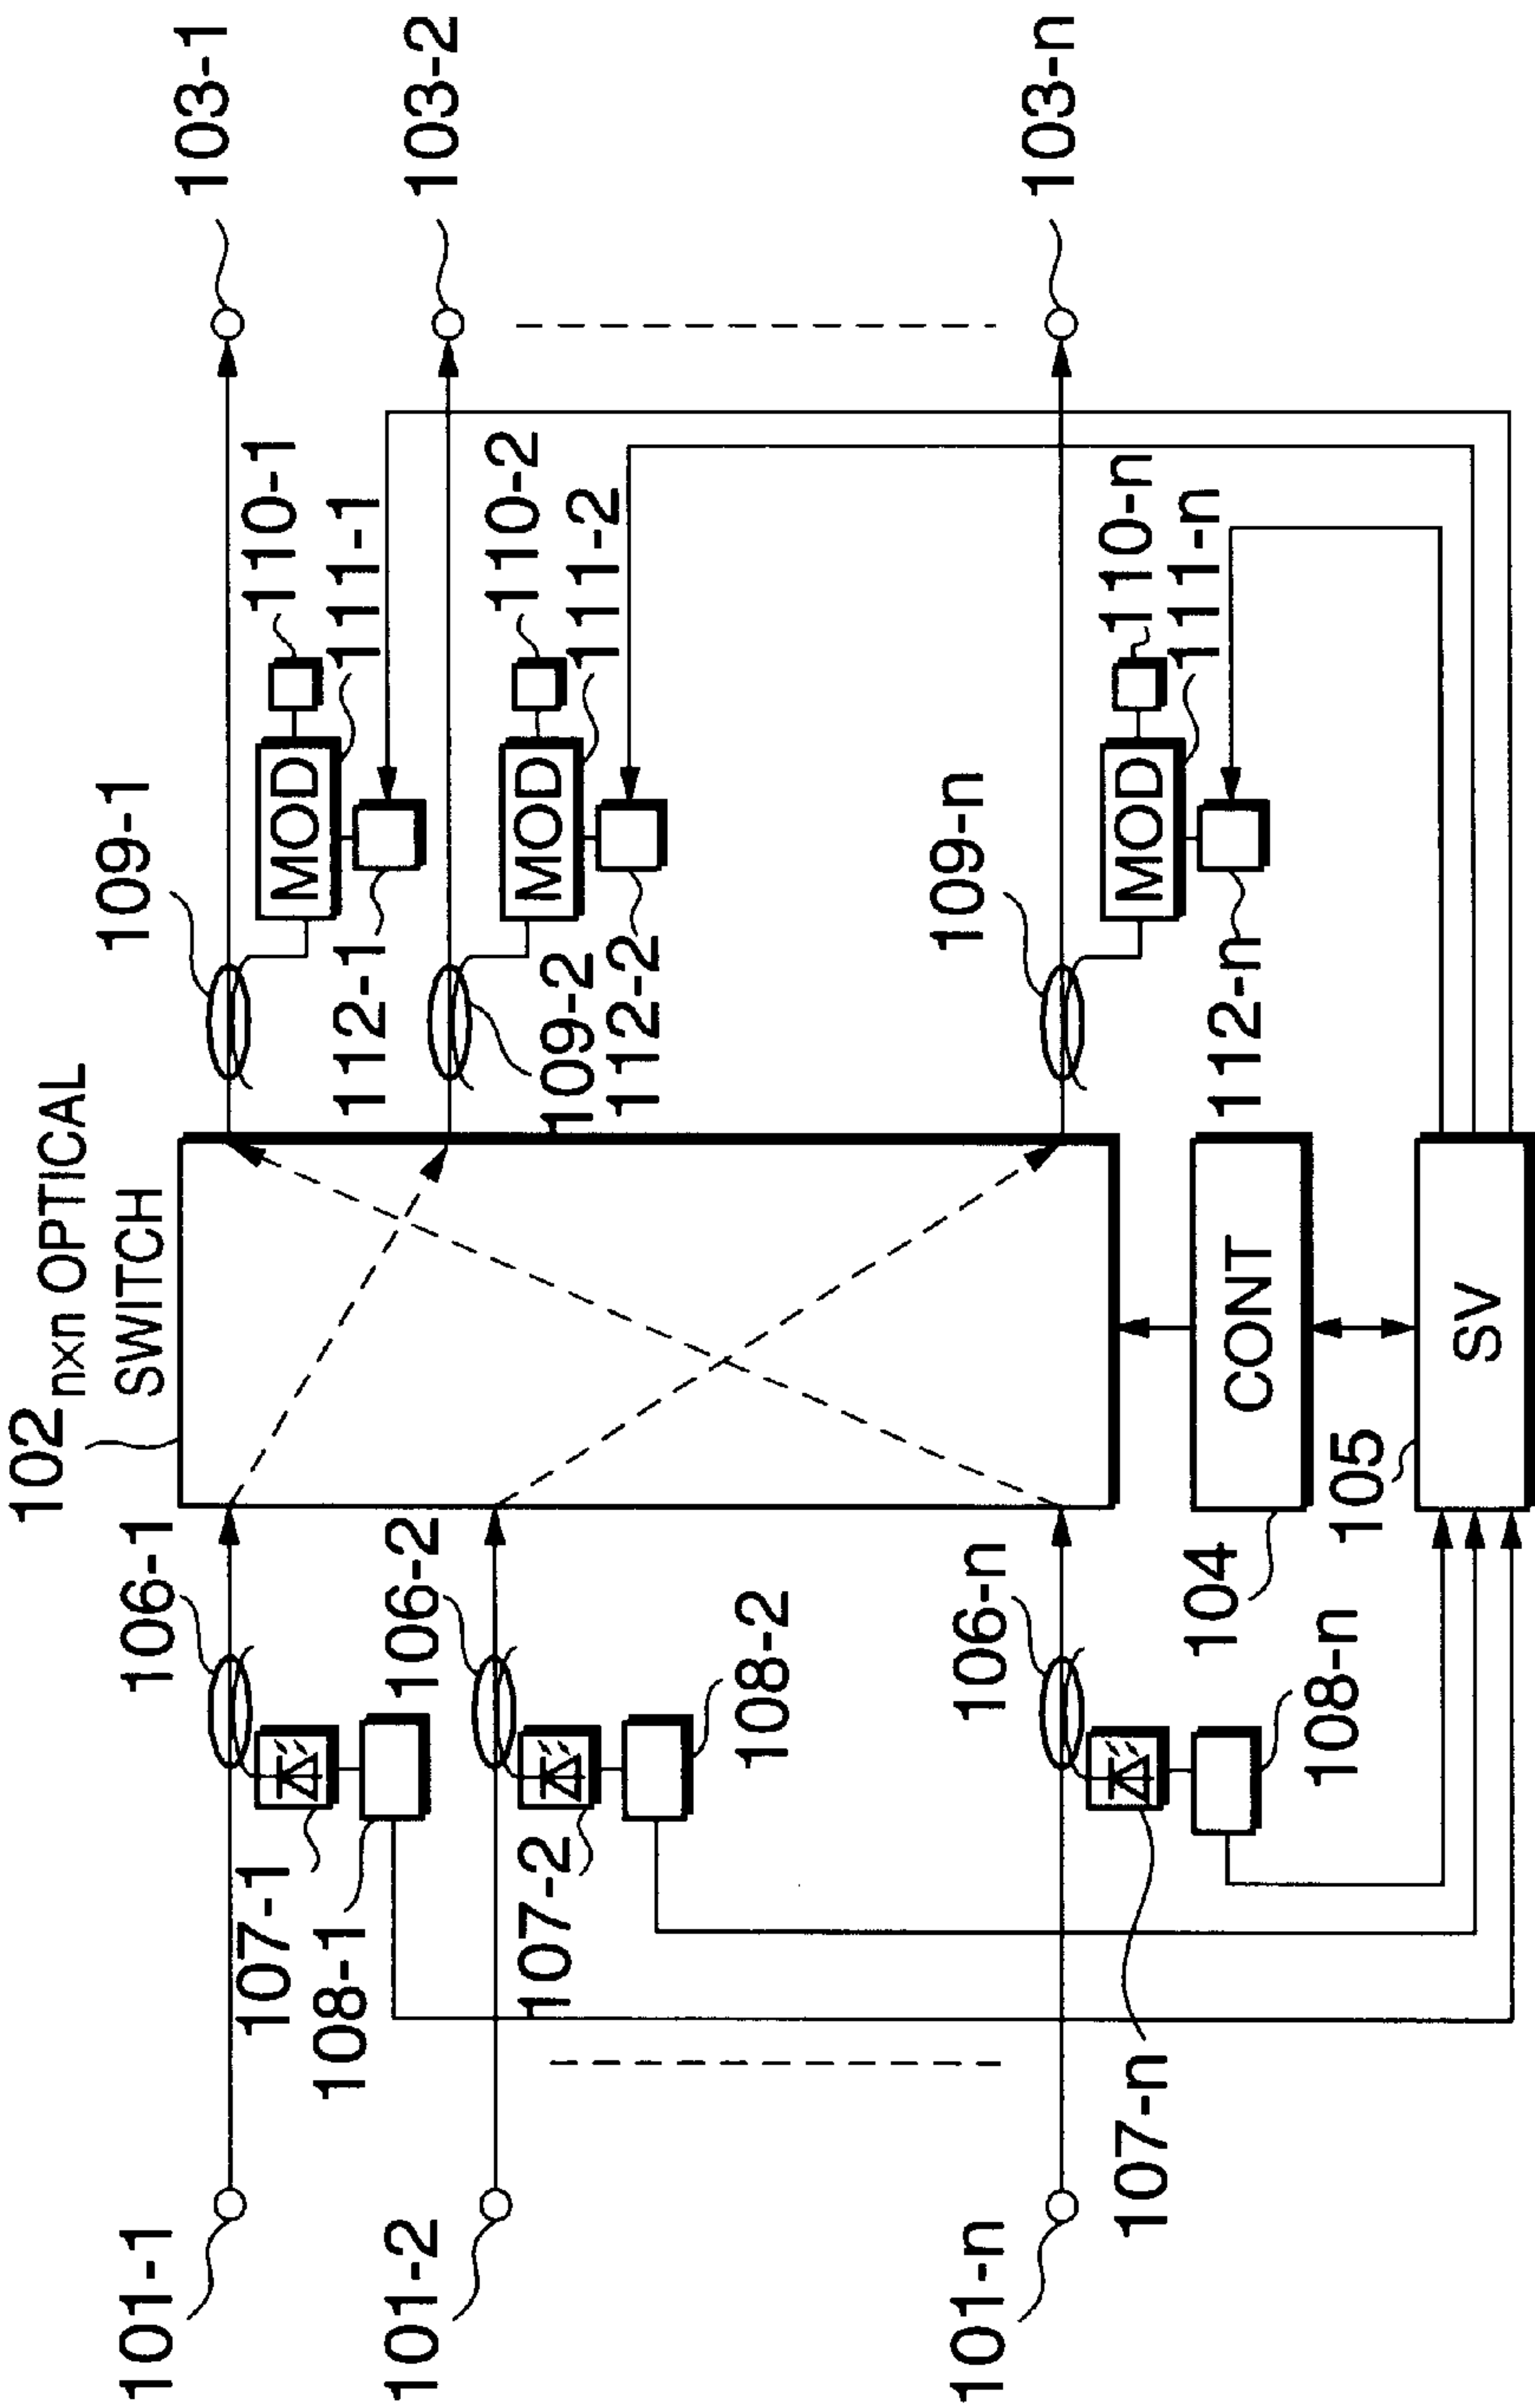 102
n×n OPTICAL
SWITCH
101-1
106-1
107-1
108-1
109-1
110-1
MOD
111-1
112-1
103-1
101-2
106-2
107-2
108-2
109-2
110-2
MOD
111-2
112-2
103-2
101-n
106-n
107-n
108-n
109-n
110-n
MOD
111-n
112-n
103-n
CONT
104
SV
105